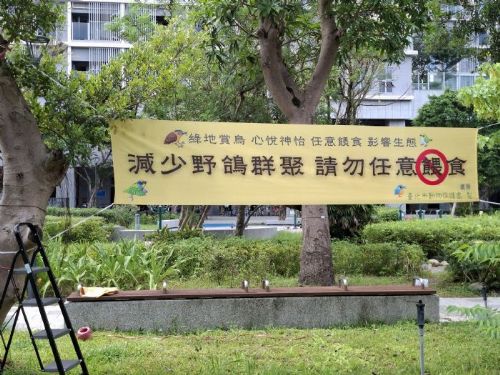 綠地賞鳥 心悅神怡 任意餵食 影響生態
減少野鴿群聚 請勿任意餵食